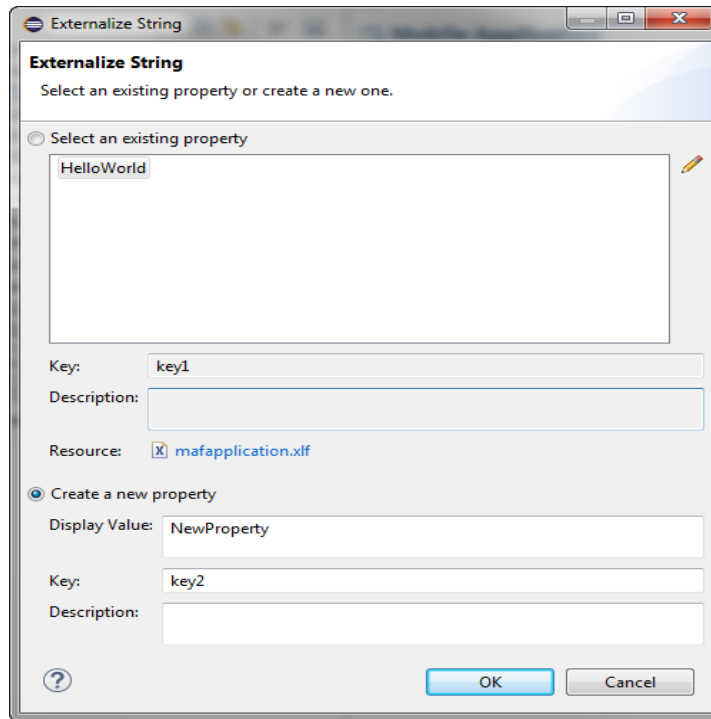 Externalize String
Externalize String
Select an existing property or create a new one.
Select an existing property
HelloWorld
Key: key1
Description:
Resource: mafapplication.xlf
Create a new property
Display Value: NewProperty
Key: key2
Description:
OK Cancel